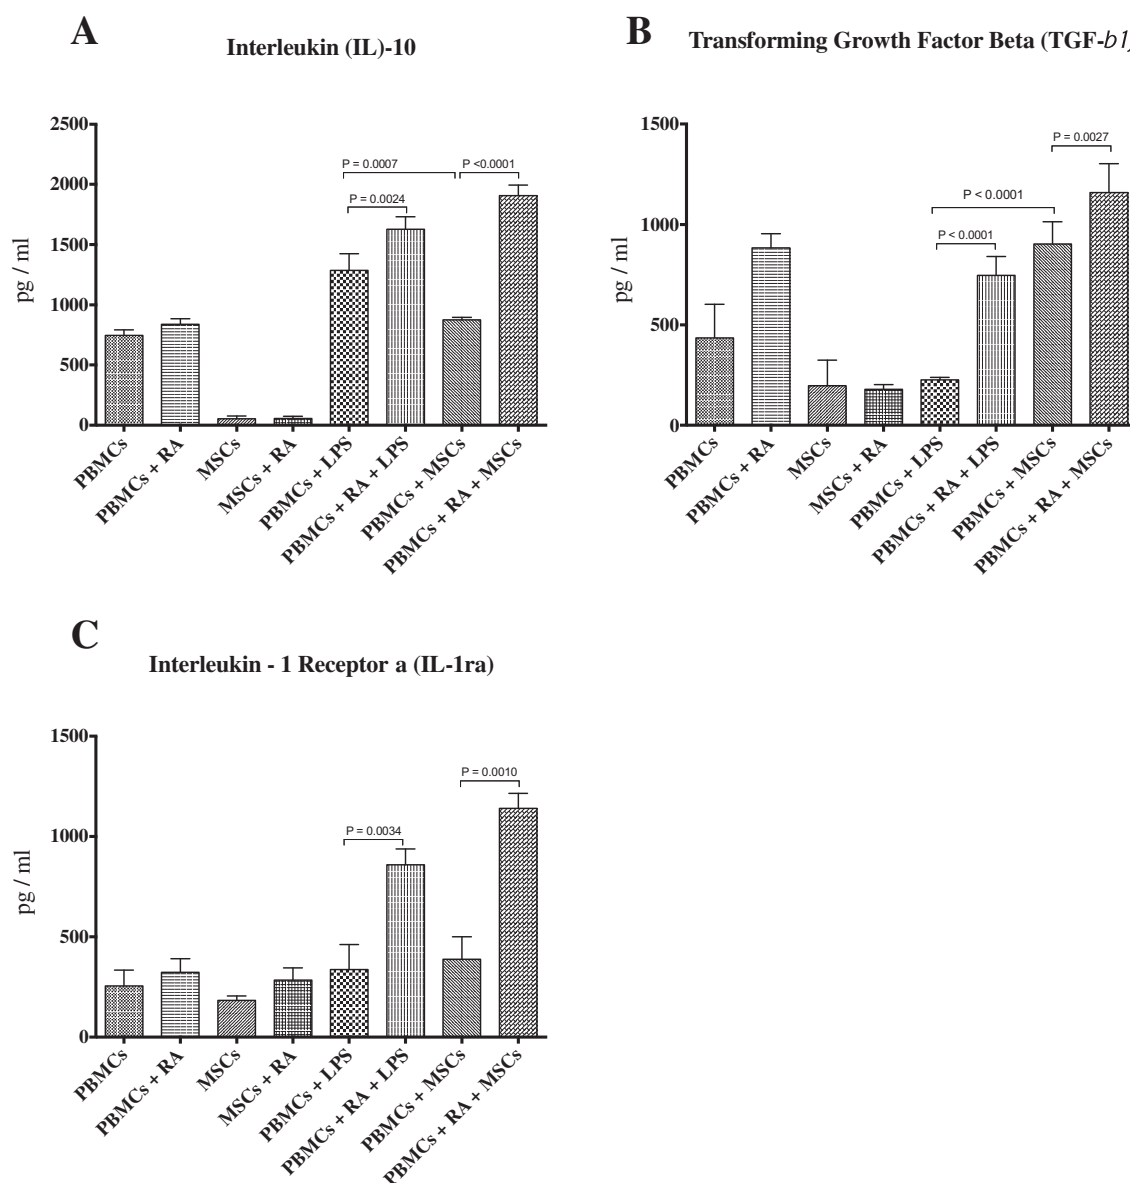 A
Interleukin (IL)-10
2500
2000
1500
1000
500
0
pg / ml
P = 0.0007
P <0.0001
P = 0.0024
PBMCs
PBMCs + RA
MSCs
MSCs + RA
PBMCs + LPS
PBMCs + RA + LPS
PBMCs + MSCs
PBMCs + RA + MSCs
B
Transforming Growth Factor Beta (TGF-b1)
1500
1000
500
0
pg / ml
P = 0.0027
P < 0.0001
P < 0.0001
PBMCs
PBMCs + RA
MSCs
MSCs + RA
PBMCs + LPS
PBMCs + RA + LPS
PBMCs + MSCs
PBMCs + RA + MSCs
C
Interleukin - 1 Receptor a (IL-1ra)
1500
1000
500
0
pg / ml
P = 0.0010
P = 0.0034
PBMCs
PBMCs + RA
MSCs
MSCs + RA
PBMCs + LPS
PBMCs + RA + LPS
PBMCs + MSCs
PBMCs + RA + MSCs